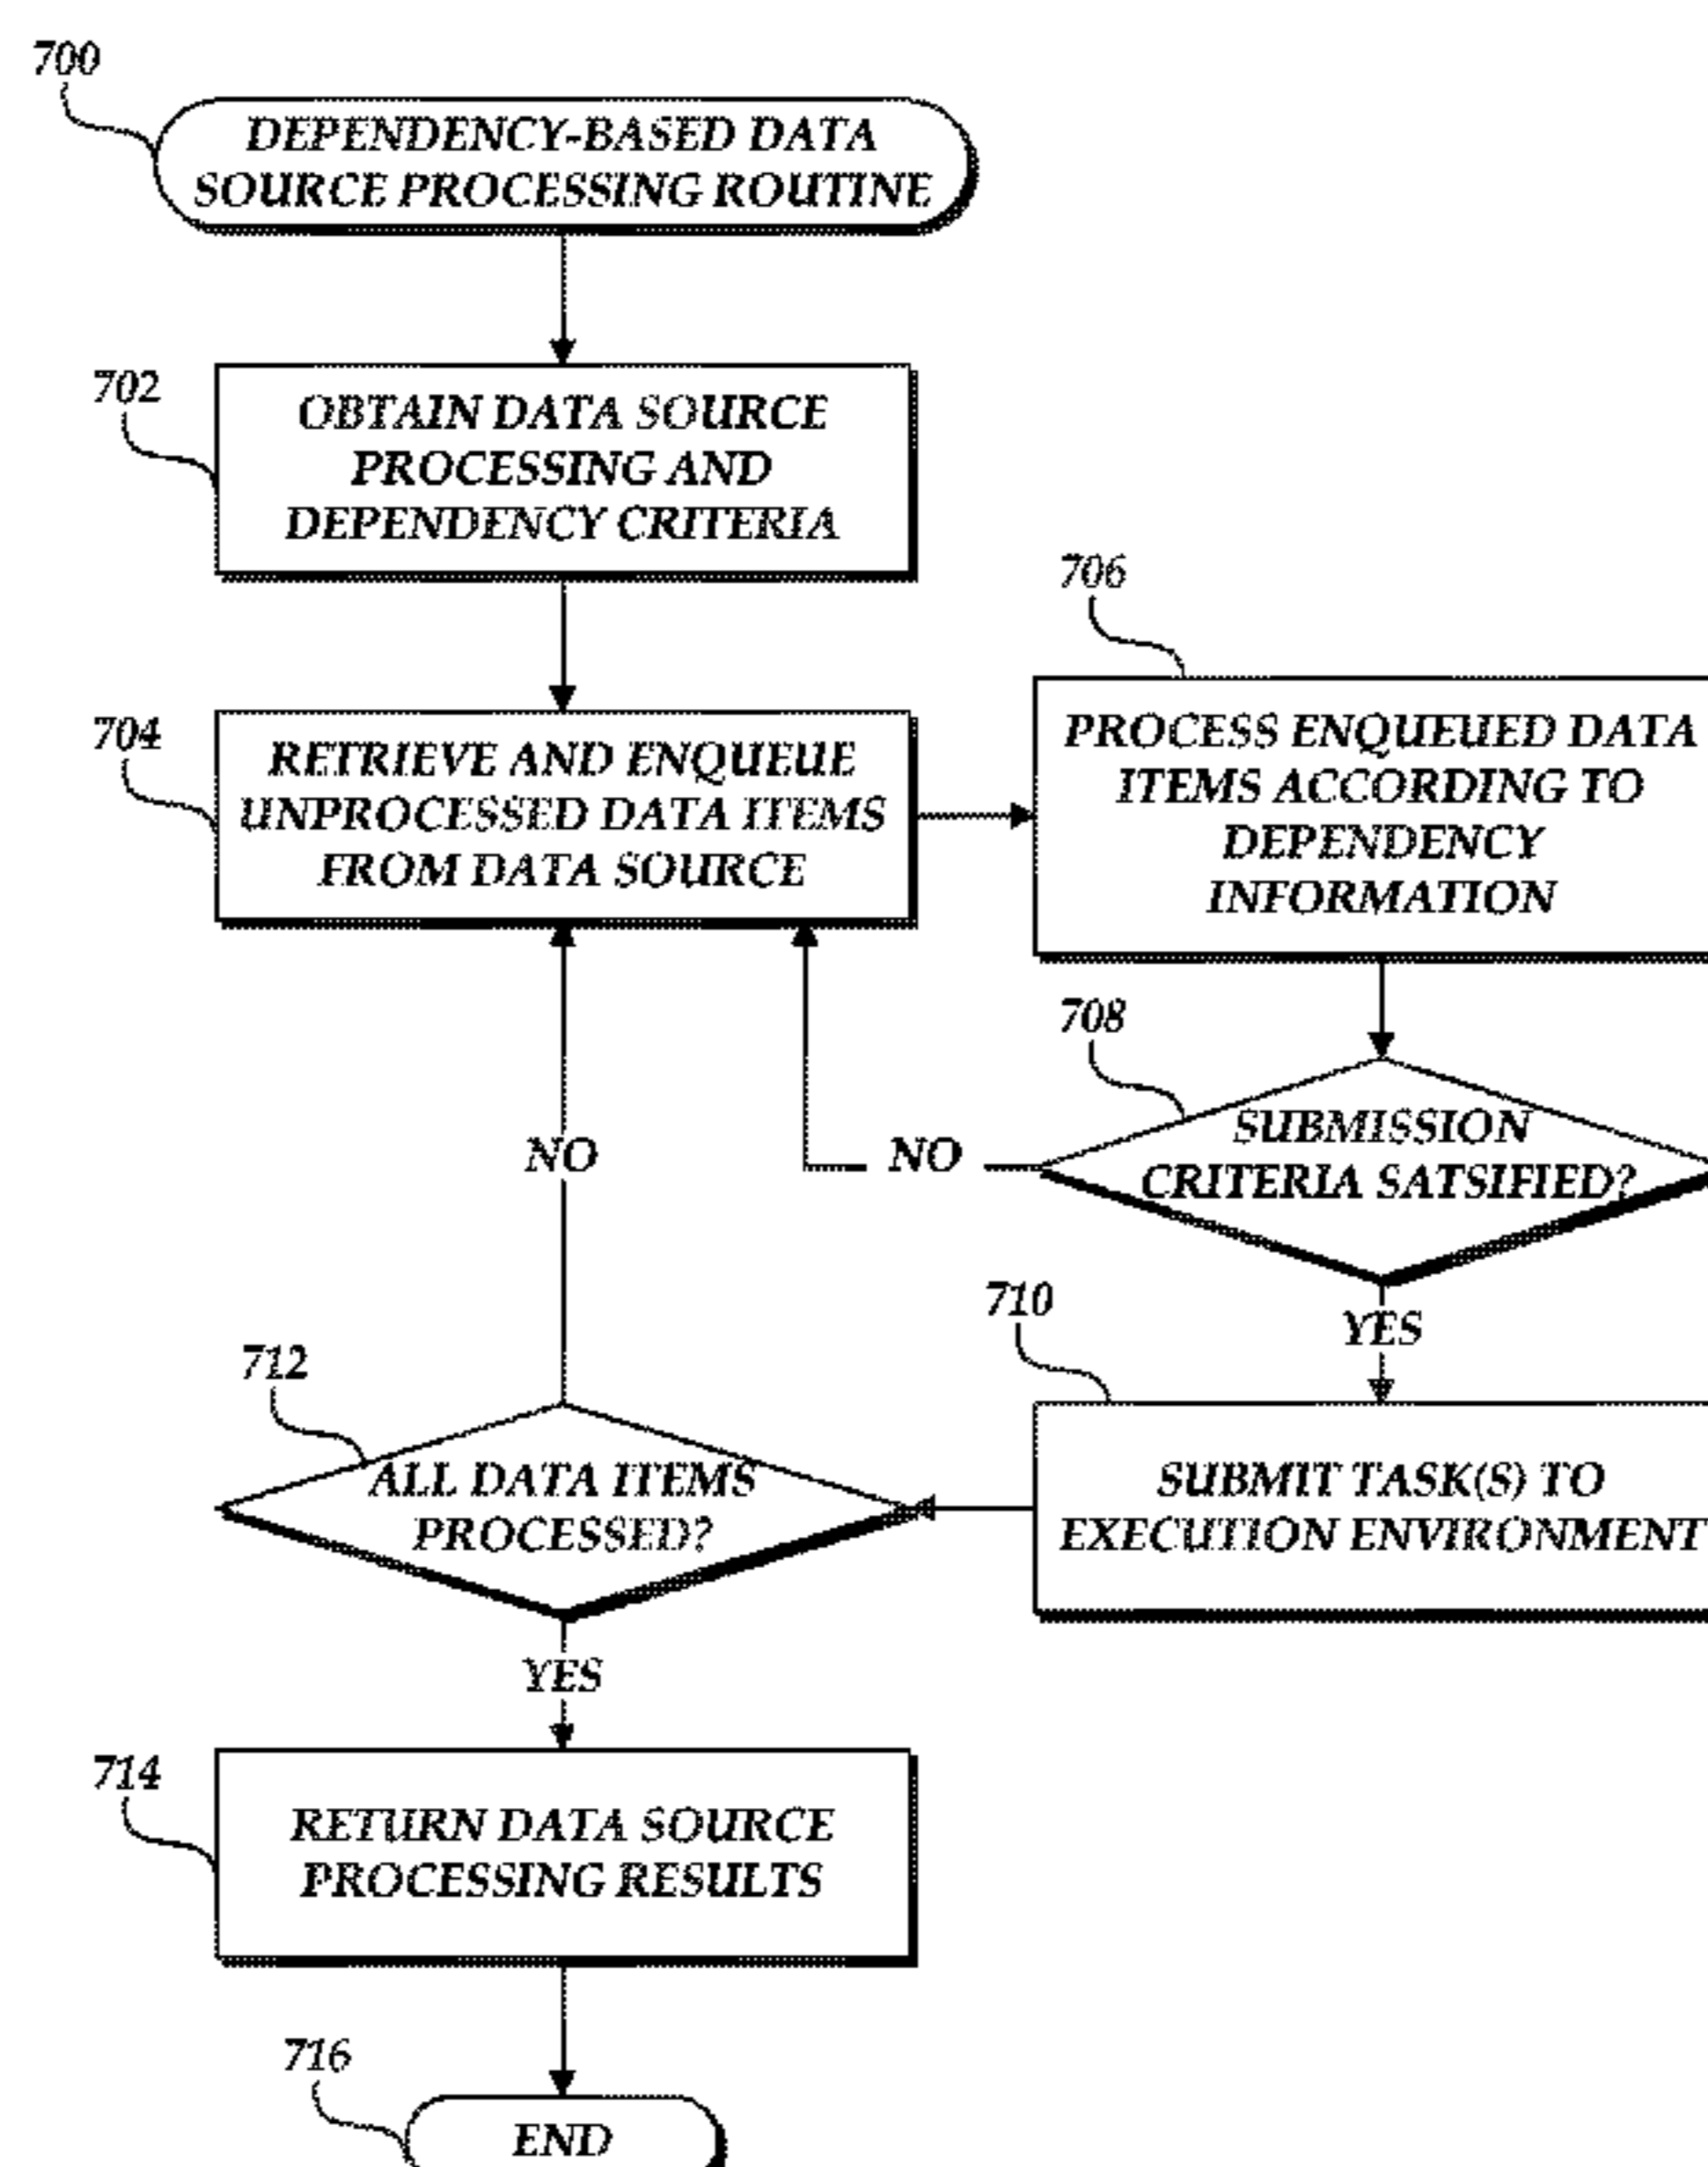 700
DEPENDENCY-BASED DATA
SOURCE PROCESSING ROUTINE
702
OBTAIN DATA SOURCE
PROCESSING AND
DEPENDENCY CRITERIA
704
RETRIEVE AND ENQUEUE
UNPROCESSED DATA ITEMS
FROM DATA SOURCE
706
PROCESS ENQUEUED DATA
ITEMS ACCORDING TO
DEPENDENCY
INFORMATION
708
SUBMISSION
CRITERIA SATSIFIED?
NO
NO
YES
710
SUBMIT TASK(S) TO
EXECUTION ENVIRONMENT
712
ALL DATA ITEMS
PROCESSED?
YES
714
RETURN DATA SOURCE
PROCESSING RESULTS
716
END